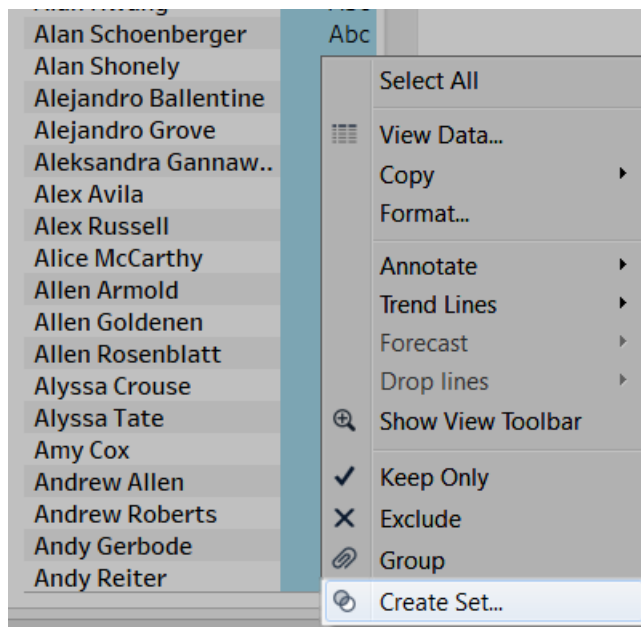 Alan Schoenberger Abc
Alan Shonely
Alejandro Ballentine
Alejandro Grove
Aleksandra Gannaw..
Alex Avila
Alex Russell
Alice McCarthy
Allen Armold
Allen Goldenen
Allen Rosenblatt
Alyssa Crouse
Alyssa Tate
Amy Cox
Andrew Allen
Andrew Roberts
Andy Gerbode
Andy Reiter
Select All
View Data...
Copy
Format...
Annotate
Trend Lines
Forecast
Drop lines
Show View Toolbar
Keep Only
Exclude
Group
Create Set...